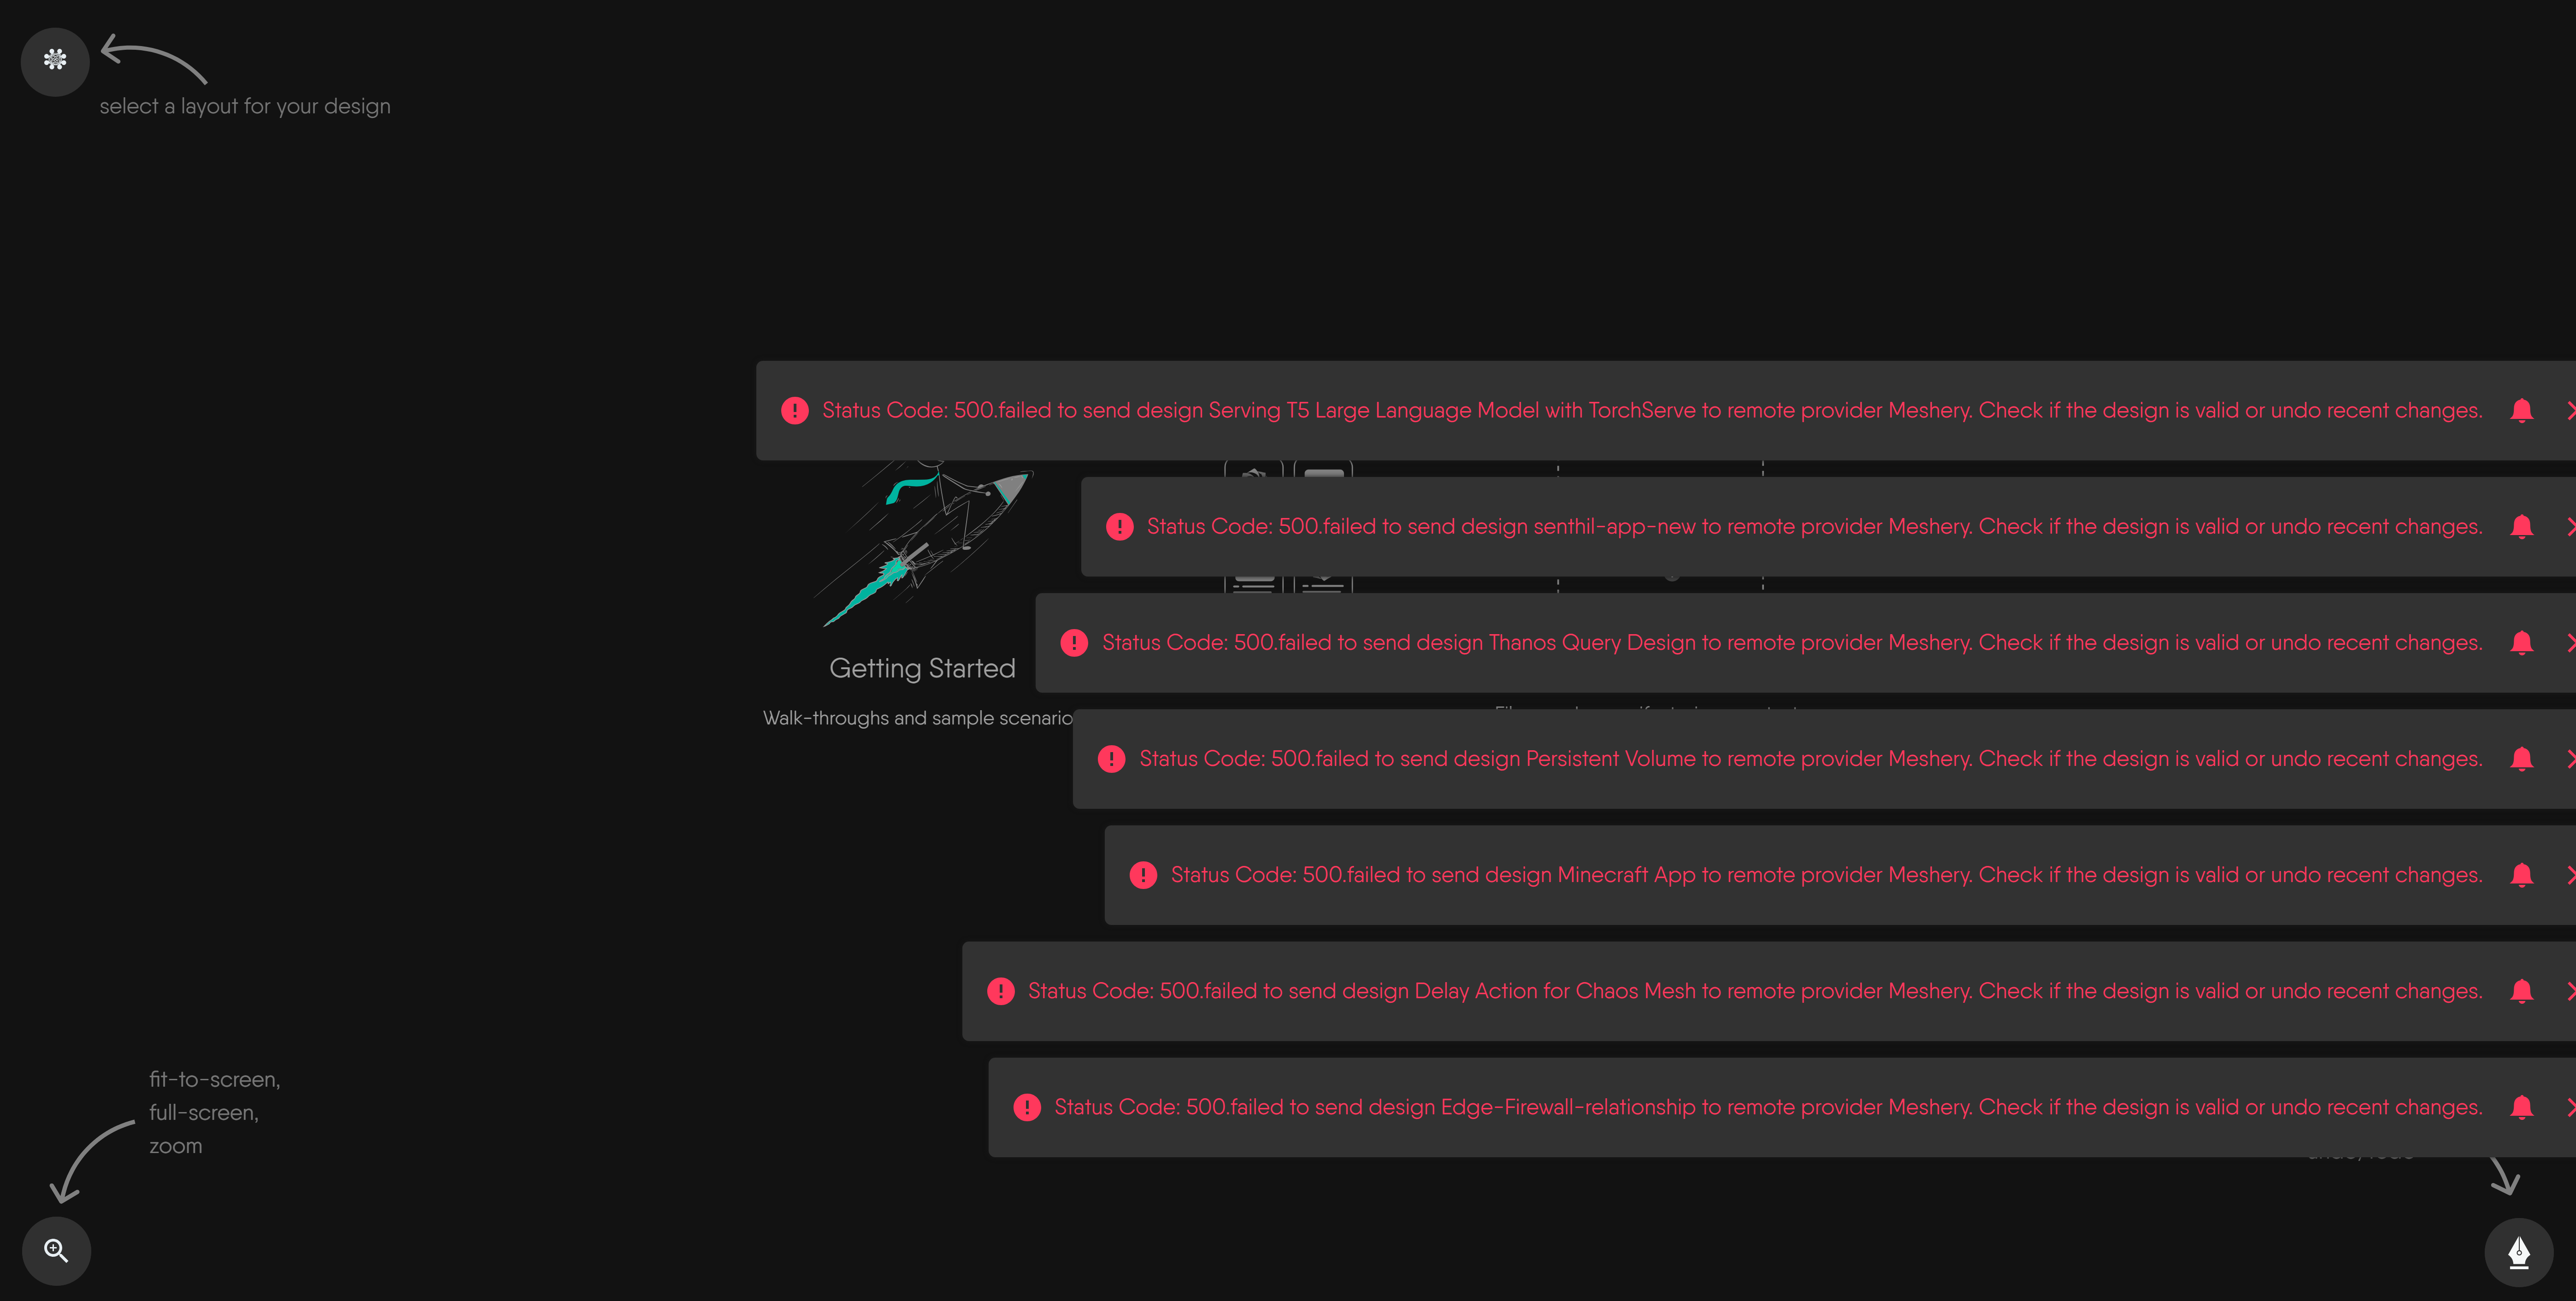 select a layout for your design
Status Code: 500.failed to send design Serving T5 Large Language Model with TorchServe to remote provider Meshery. Check if the design is valid or undo recent changes.
Status Code: 500.failed to send design senthil-app-new to remote provider Meshery. Check if the design is valid or undo recent changes.
Status Code: 500.failed to send design Thanos Query Design to remote provider Meshery. Check if the design is valid or undo recent changes.
Getting Started
Walk-throughs and sample scenario
Status Code: 500.failed to send design Persistent Volume to remote provider Meshery. Check if the design is valid or undo recent changes.
Status Code: 500.failed to send design Minecraft App to remote provider Meshery. Check if the design is valid or undo recent changes.
Status Code: 500.failed to send design Delay Action for Chaos Mesh to remote provider Meshery. Check if the design is valid or undo recent changes.
Status Code: 500.failed to send design Edge-Firewall-relationship to remote provider Meshery. Check if the design is valid or undo recent changes.
fit-to-screen,
full-screen,
zoom